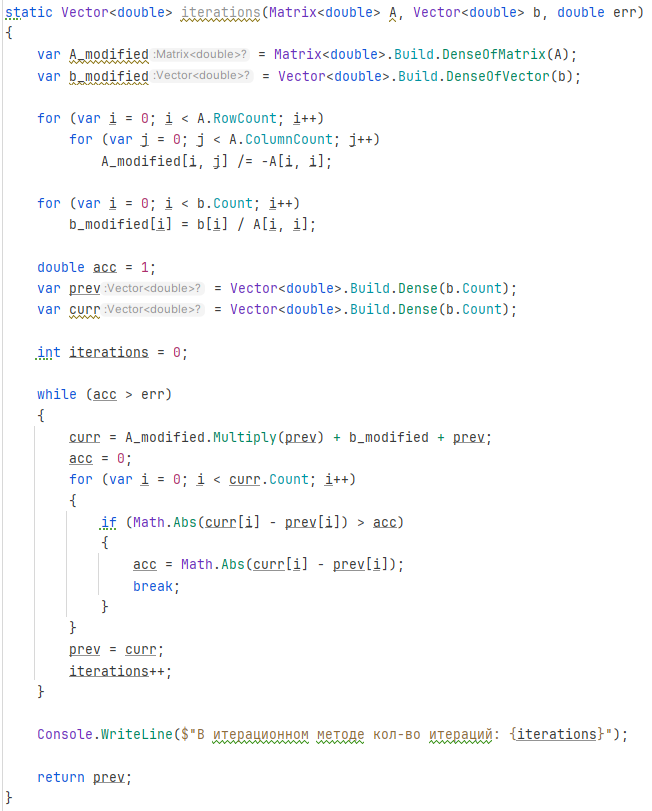 static Vector<double> iterations(Matrix<double> A, Vector<double> b, double err)
{
    var A_modified :Matrix<double>? = Matrix<double>.Build.DenseOfMatrix(A);
    var b_modified :Vector<double>? = Vector<double>.Build.DenseOfVector(b);

    for (var i = 0; i < A.RowCount; i++)
        for (var j = 0; j < A.ColumnCount; j++)
            A_modified[i, j] /= -A[i, i];

    for (var i = 0; i < b.Count; i++)
        b_modified[i] = b[i] / A[i, i];

    double acc = 1;
    var prev :Vector<double>? = Vector<double>.Build.Dense(b.Count);
    var curr :Vector<double>? = Vector<double>.Build.Dense(b.Count);

    int iterations = 0;

    while (acc > err)
    {
        curr = A_modified.Multiply(prev) + b_modified + prev;
        acc = 0;
        for (var i = 0; i < curr.Count; i++)
        {
            if (Math.Abs(curr[i] - prev[i]) > acc)
            {
                acc = Math.Abs(curr[i] - prev[i]);
                break;
            }
        }
        prev = curr;
        iterations++;
    }

    Console.WriteLine($"В итерационном методе кол-во итераций: {iterations}");

    return prev;
}